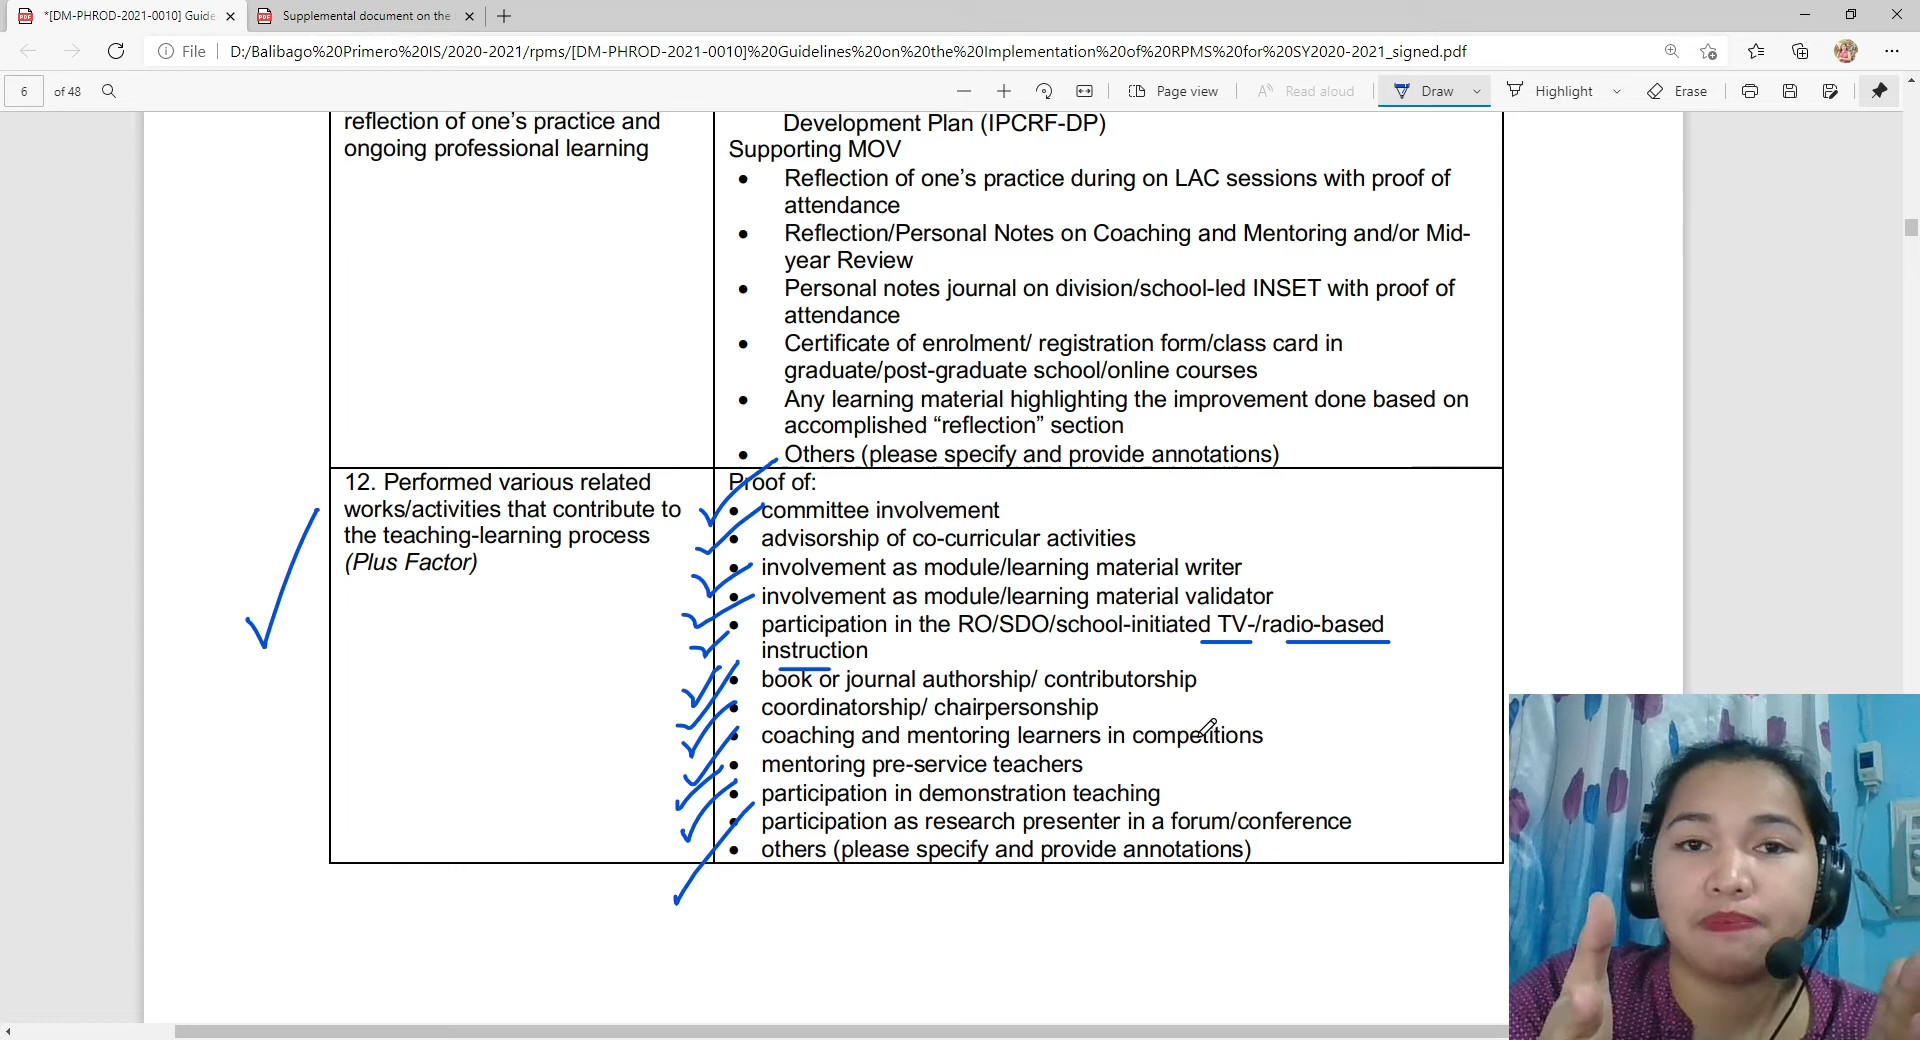 *[DM-PHROD-2021-0010] Guide
Supplemental document on the
File
D:/Balibago%20Primero%20IS/2020-2021/rpms/[DM-PHROD-2021-0010]%20Guidelines%20on%20the%20Implementation%20of%20RPMS%20for%20SY2020-2021_signed.pdf
6 of 48
Page view
Read aloud
Draw
Highlight
Erase
reflection of one's practice and
ongoing professional learning
Development Plan (IPCRF-DP)
Supporting MOV
• Reflection of one's practice during on LAC sessions with proof of
attendance
• Reflection/Personal Notes on Coaching and Mentoring and/or Mid-
year Review
• Personal notes journal on division/school-led INSET with proof of
attendance
• Certificate of enrolment/ registration form/class card in
graduate/post-graduate school/online courses
• Any learning material highlighting the improvement done based on
accomplished “reflection” section
• Others (please specify and provide annotations)
12. Performed various related
works/activities that contribute to
the teaching-learning process
(Plus Factor)
Proof of:
• committee involvement
• advisorship of co-curricular activities
• involvement as module/learning material writer
• involvement as module/learning material validator
• participation in the RO/SDO/school-initiated TV-/radio-based
instruction
• book or journal authorship/ contributorship
• coordinatorship/ chairpersonship
• coaching and mentoring learners in competitions
• mentoring pre-service teachers
• participation in demonstration teaching
• participation as research presenter in a forum/conference
• others (please specify and provide annotations)